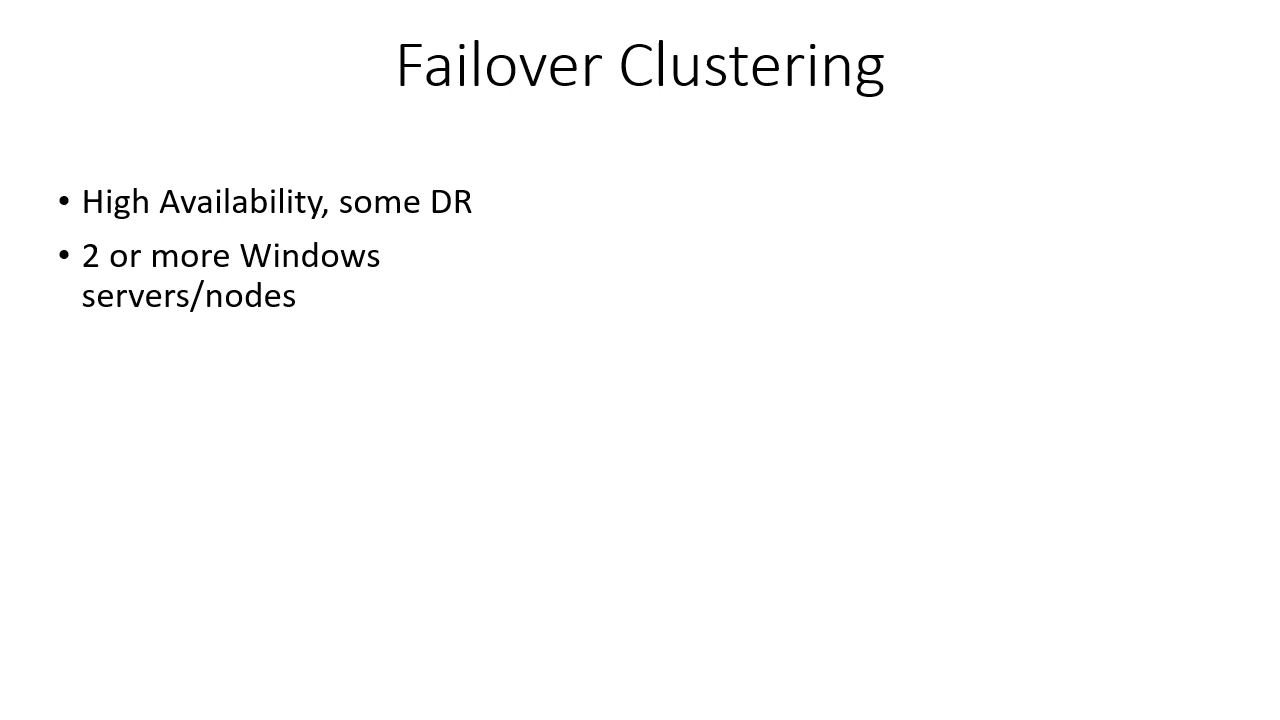 Failover Clustering
• High Availability, some DR
• 2 or more Windows
servers/nodes